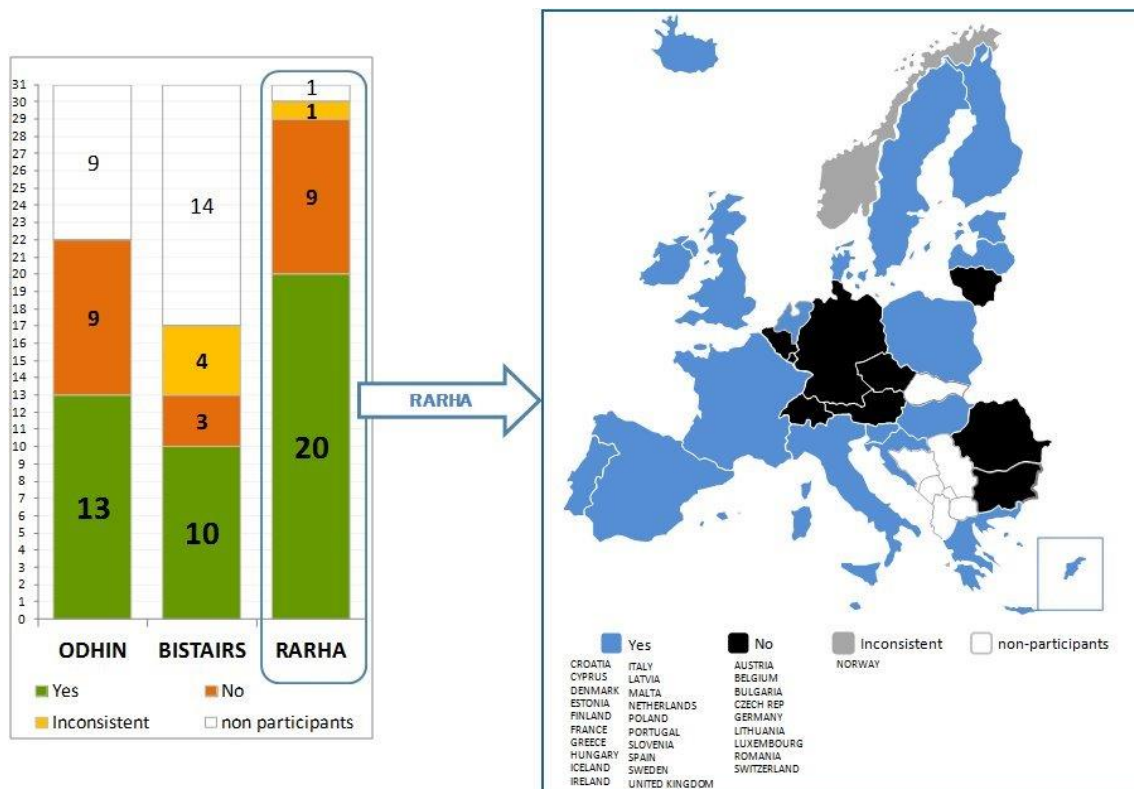 31
30
29
28
27
26
25
24
23
22
21
20
19
18
17
16
15
14
13
12
11
10
9
8
7
6
5
4
3
2
1
0
9
9
13
14
4
3
10
1
1
9
20
ODHIN BISTAIRS RARHA
Yes No
Inconsistent non participants
RARHA
Yes No Inconsistent non-participants
CROATIA ITALY AUSTRIA NORWAY
CYPRUS LATVIA BELGIUM
DENMARK MALTA BULGARIA
ESTONIA NETHERLANDS CZECH REP
FINLAND POLAND GERMANY
FRANCE PORTUGAL LITHUANIA
GREECE SLOVENIA LUXEMBOURG
HUNGARY SPAIN ROMANIA
ICELAND SWEDEN SWITZERLAND
IRELAND UNITED KINGDOM